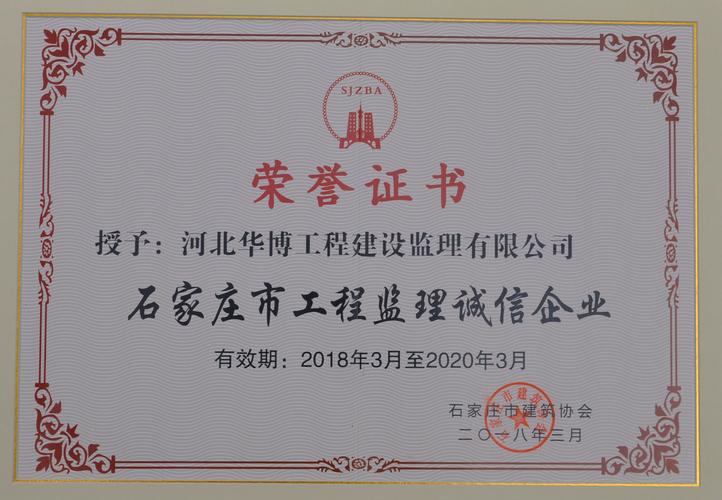 SJZBA
荣誉证书
授予：河北华博工程建设监理有限公司
石家庄市工程监理诚信企业
有效期：2018年3月至2020年3月
石家庄市建筑协会
二〇一八年三月